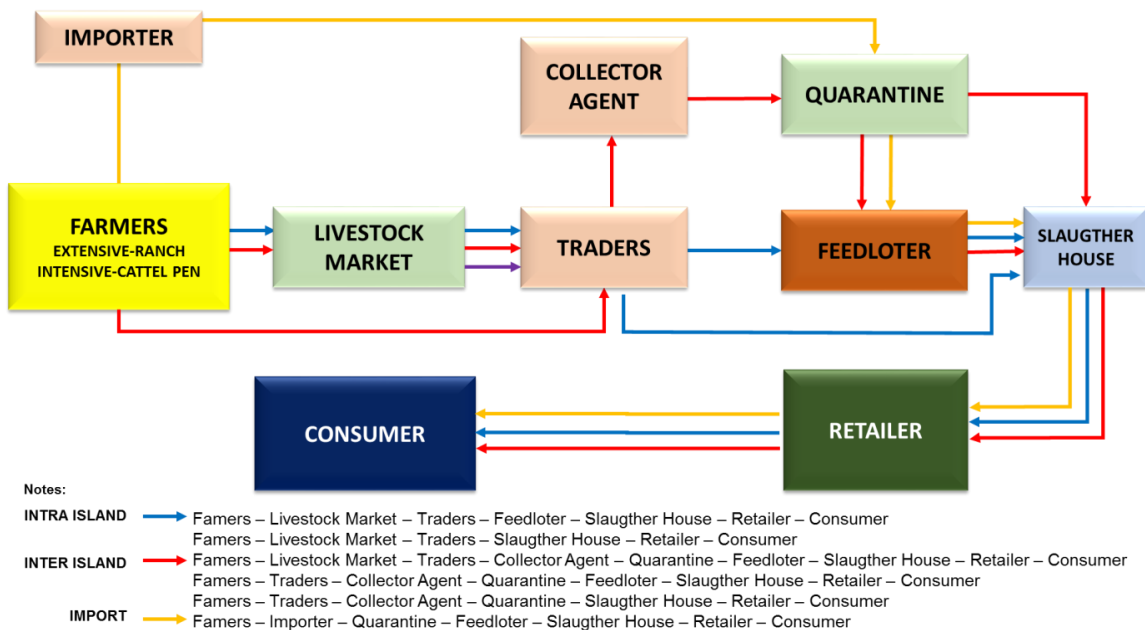 IMPORTER
COLLECTOR
AGENT
QUARANTINE
FARMERS
EXTENSIVE-RANCH
INTENSIVE-CATTEL PEN
LIVESTOCK
MARKET
TRADERS
FEEDLOTER
SLAUGTHER
HOUSE
CONSUMER
RETAILER
Notes:
INTRA ISLAND Famers – Livestock Market – Traders – Feedloter – Slaugther House – Retailer – Consumer
Famers – Livestock Market – Traders – Slaugther House – Retailer – Consumer
INTER ISLAND Famers – Livestock Market – Traders – Collector Agent – Quarantine – Feedloter – Slaugther House – Retailer – Consumer
Famers – Traders – Collector Agent – Quarantine – Feedloter – Slaugther House – Retailer – Consumer
Famers – Traders – Collector Agent – Quarantine – Slaugther House – Retailer – Consumer
IMPORT Famers – Importer – Quarantine – Feedloter – Slaugther House – Retailer – Consumer